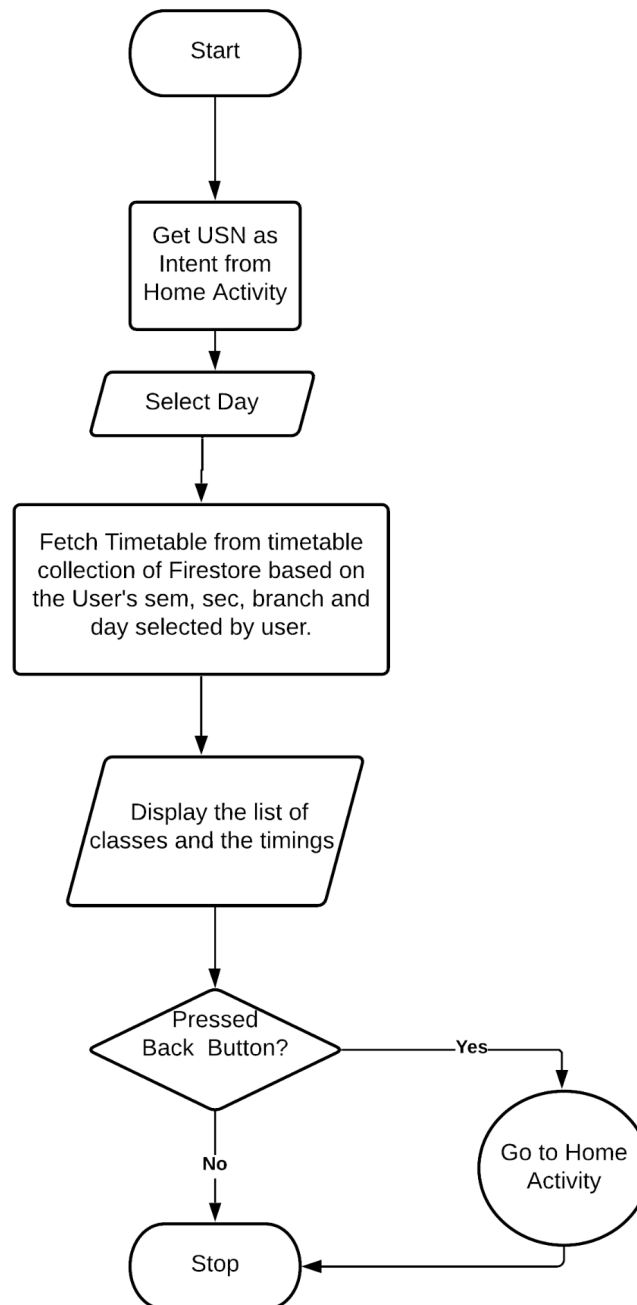 Start
Get USN as
Intent from
Home Activity
Select Day
Fetch Timetable from timetable
collection of Firestore based on
the User's sem, sec, branch and
day selected by user.
Display the list of
classes and the timings
Pressed
Back Button?
Yes
Go to Home
Activity
No
Stop